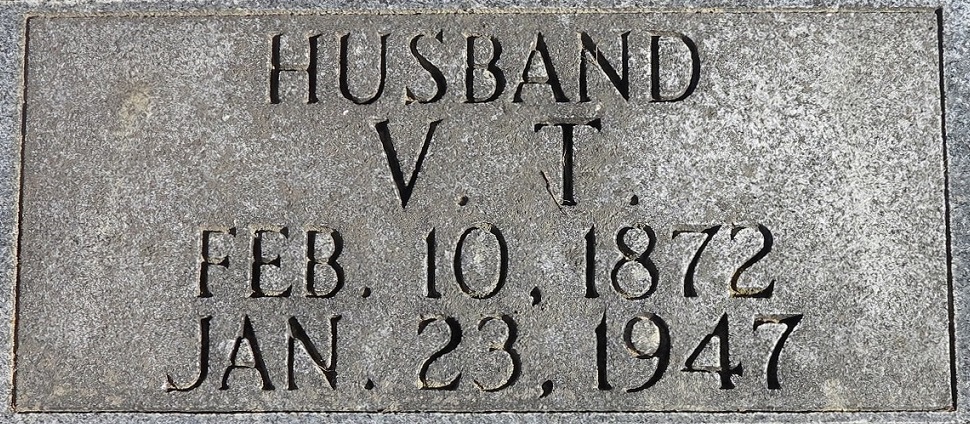 HUSBAND
V. T.
FEB. 10, 1872
JAN. 23, 1947